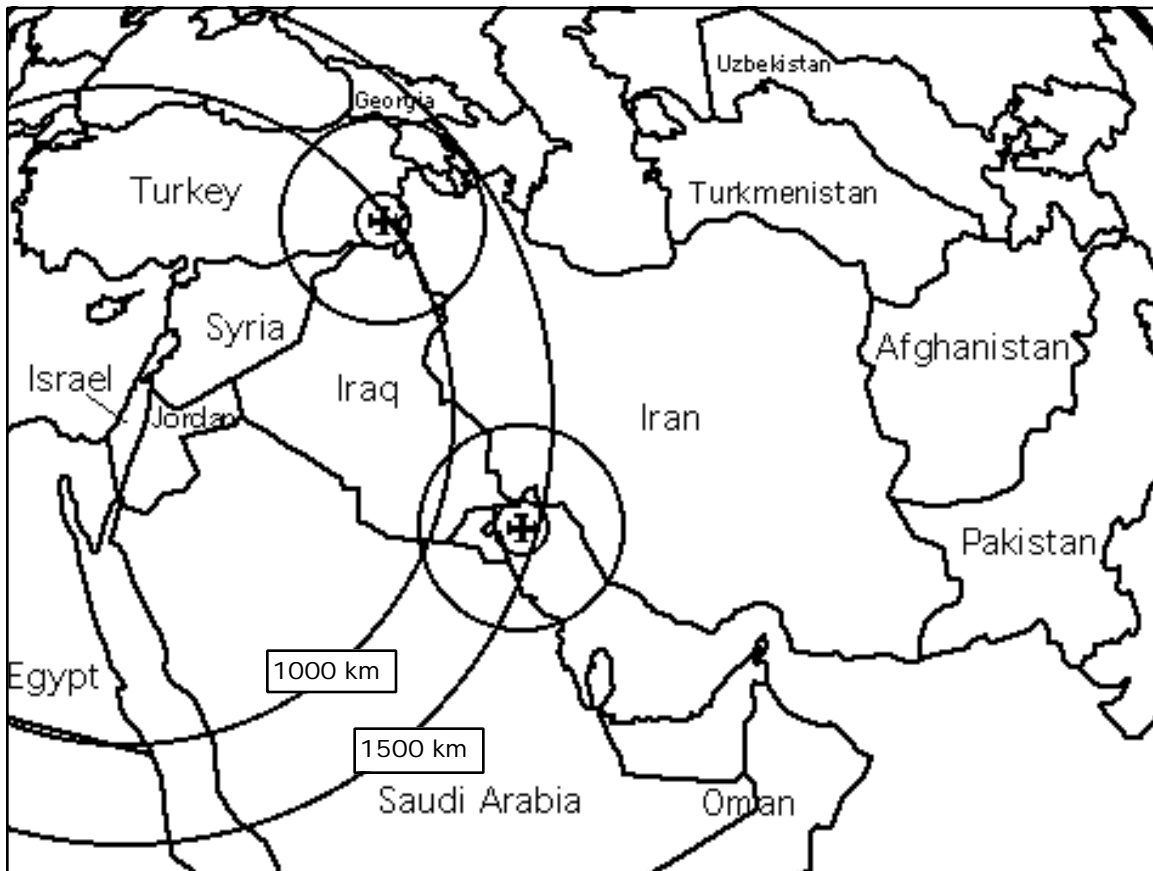 Uzbekistan
Georgia
Turkey
Turkmenistan
Syria
Afghanistan
Israel
Iraq
Jordan
Iran
Pakistan
Egypt
1000 km
1500 km
Saudi Arabia
Oman